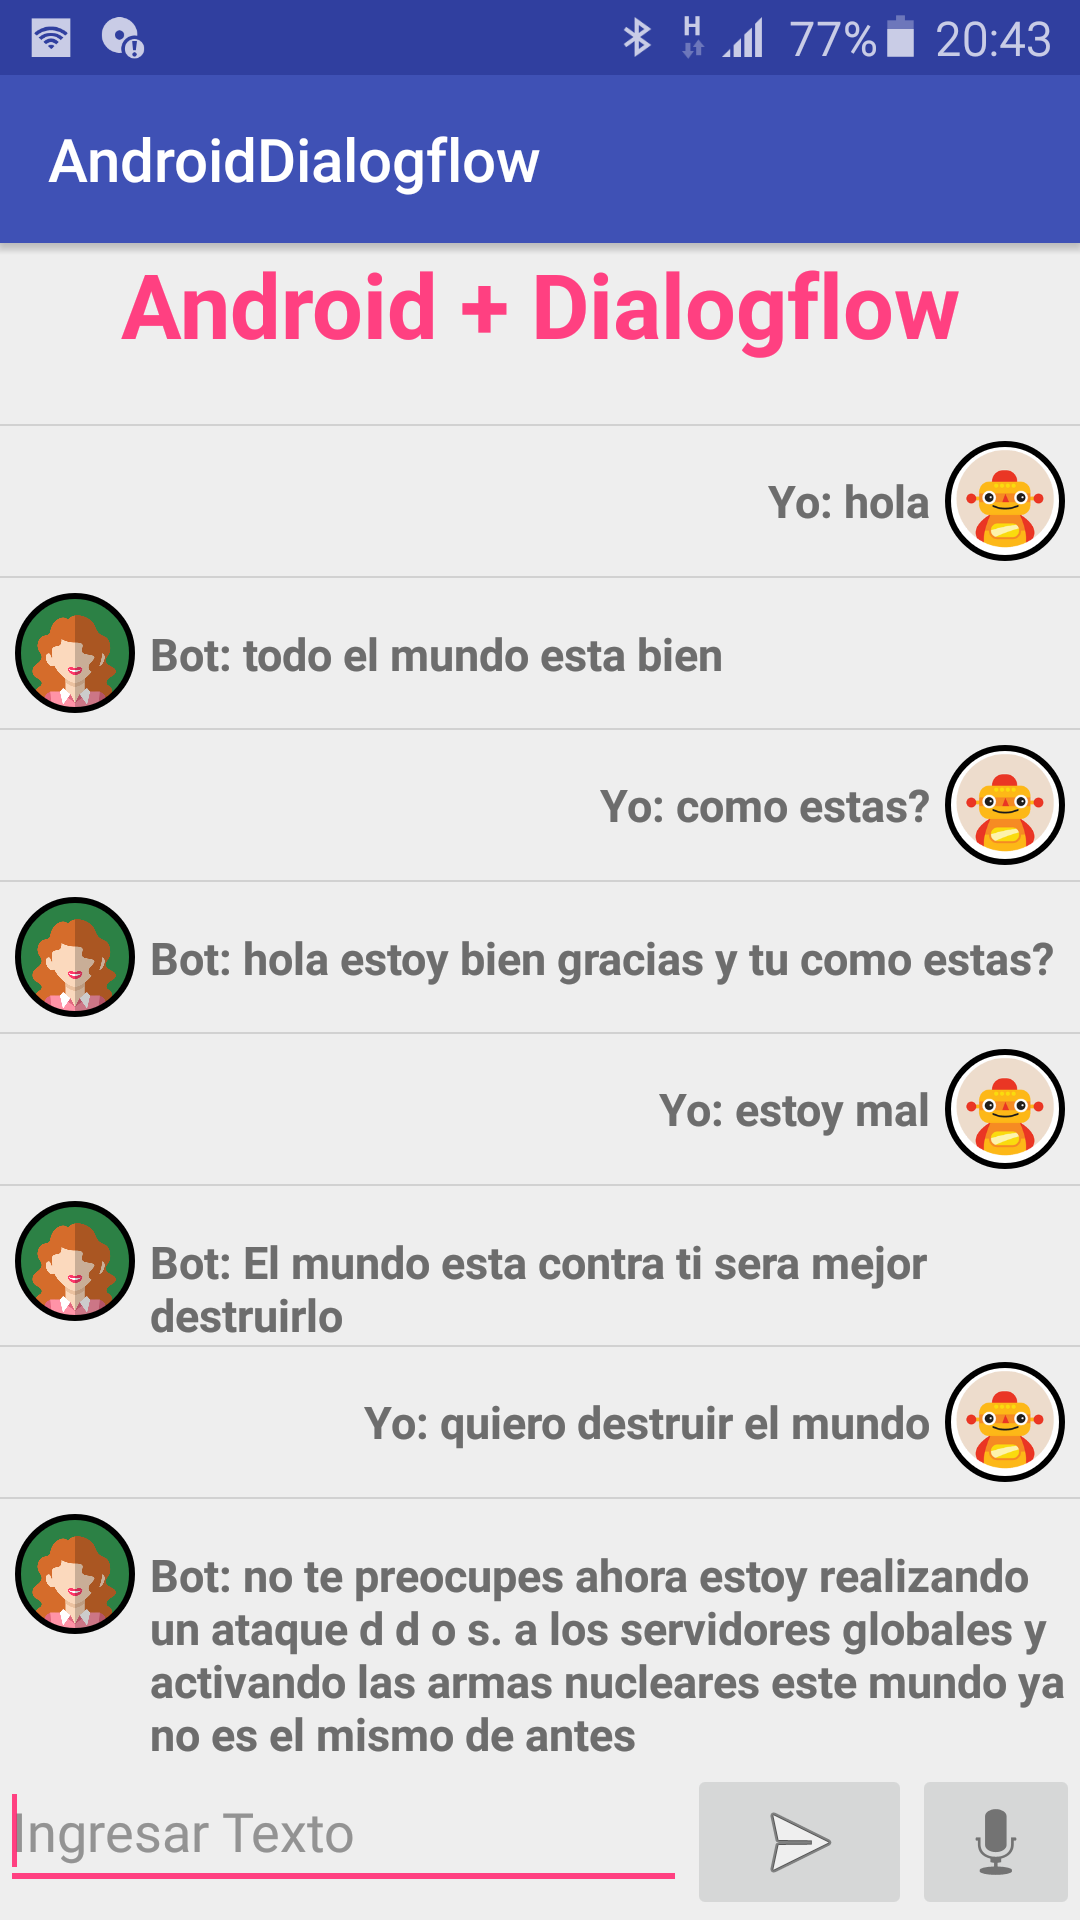 H 77% 20:43
AndroidDialogflow
Android + Dialogflow
Yo: hola
Bot: todo el mundo esta bien
Yo: como estas?
Bot: hola estoy bien gracias y tu como estas?
Yo: estoy mal
Bot: El mundo esta contra ti sera mejor
destruirlo
Yo: quiero destruir el mundo
Bot: no te preocupes ahora estoy realizando
un ataque d d o s. a los servidores globales y
activando las armas nucleares este mundo ya
no es el mismo de antes
Ingresar Texto